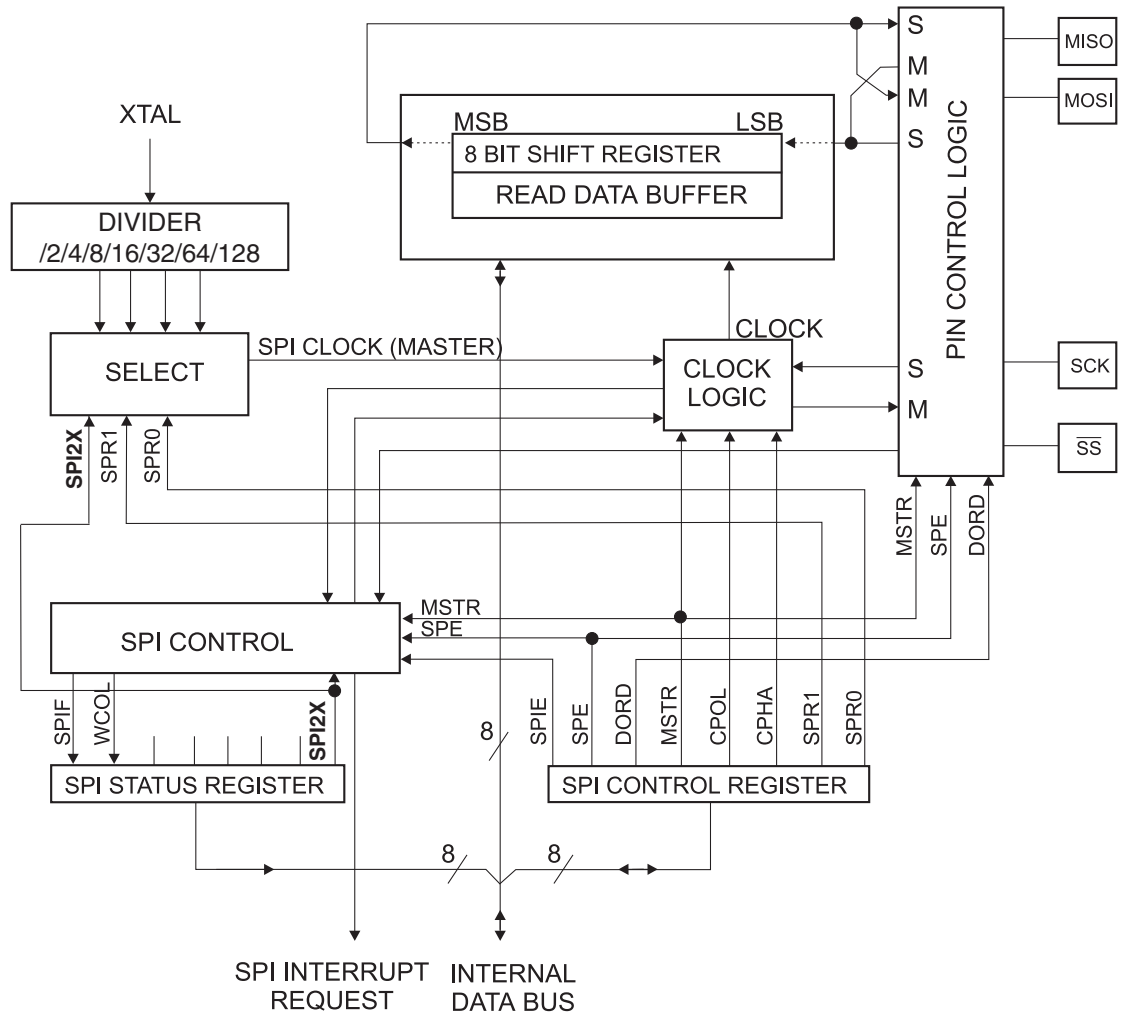 S
MISO
M
M
MOSI
S
XTAL
MSB
LSB
8 BIT SHIFT REGISTER
READ DATA BUFFER
DIVIDER
/2/4/8/16/32/64/128
PIN CONTROL LOGIC
SELECT
SPI CLOCK (MASTER)
CLOCK
CLOCK
LOGIC
S
M
SCK
SS
SPI2X
SPR1
SPR0
MSTR
SPE
DORD
SPI CONTROL
MSTR
SPE
SPIF
WCOL
SPI2X
8
SPIE
SPE
DORD
MSTR
CPOL
CPHA
SPR1
SPR0
SPI STATUS REGISTER
SPI CONTROL REGISTER
8
8
SPI INTERRUPT
REQUEST
INTERNAL
DATA BUS